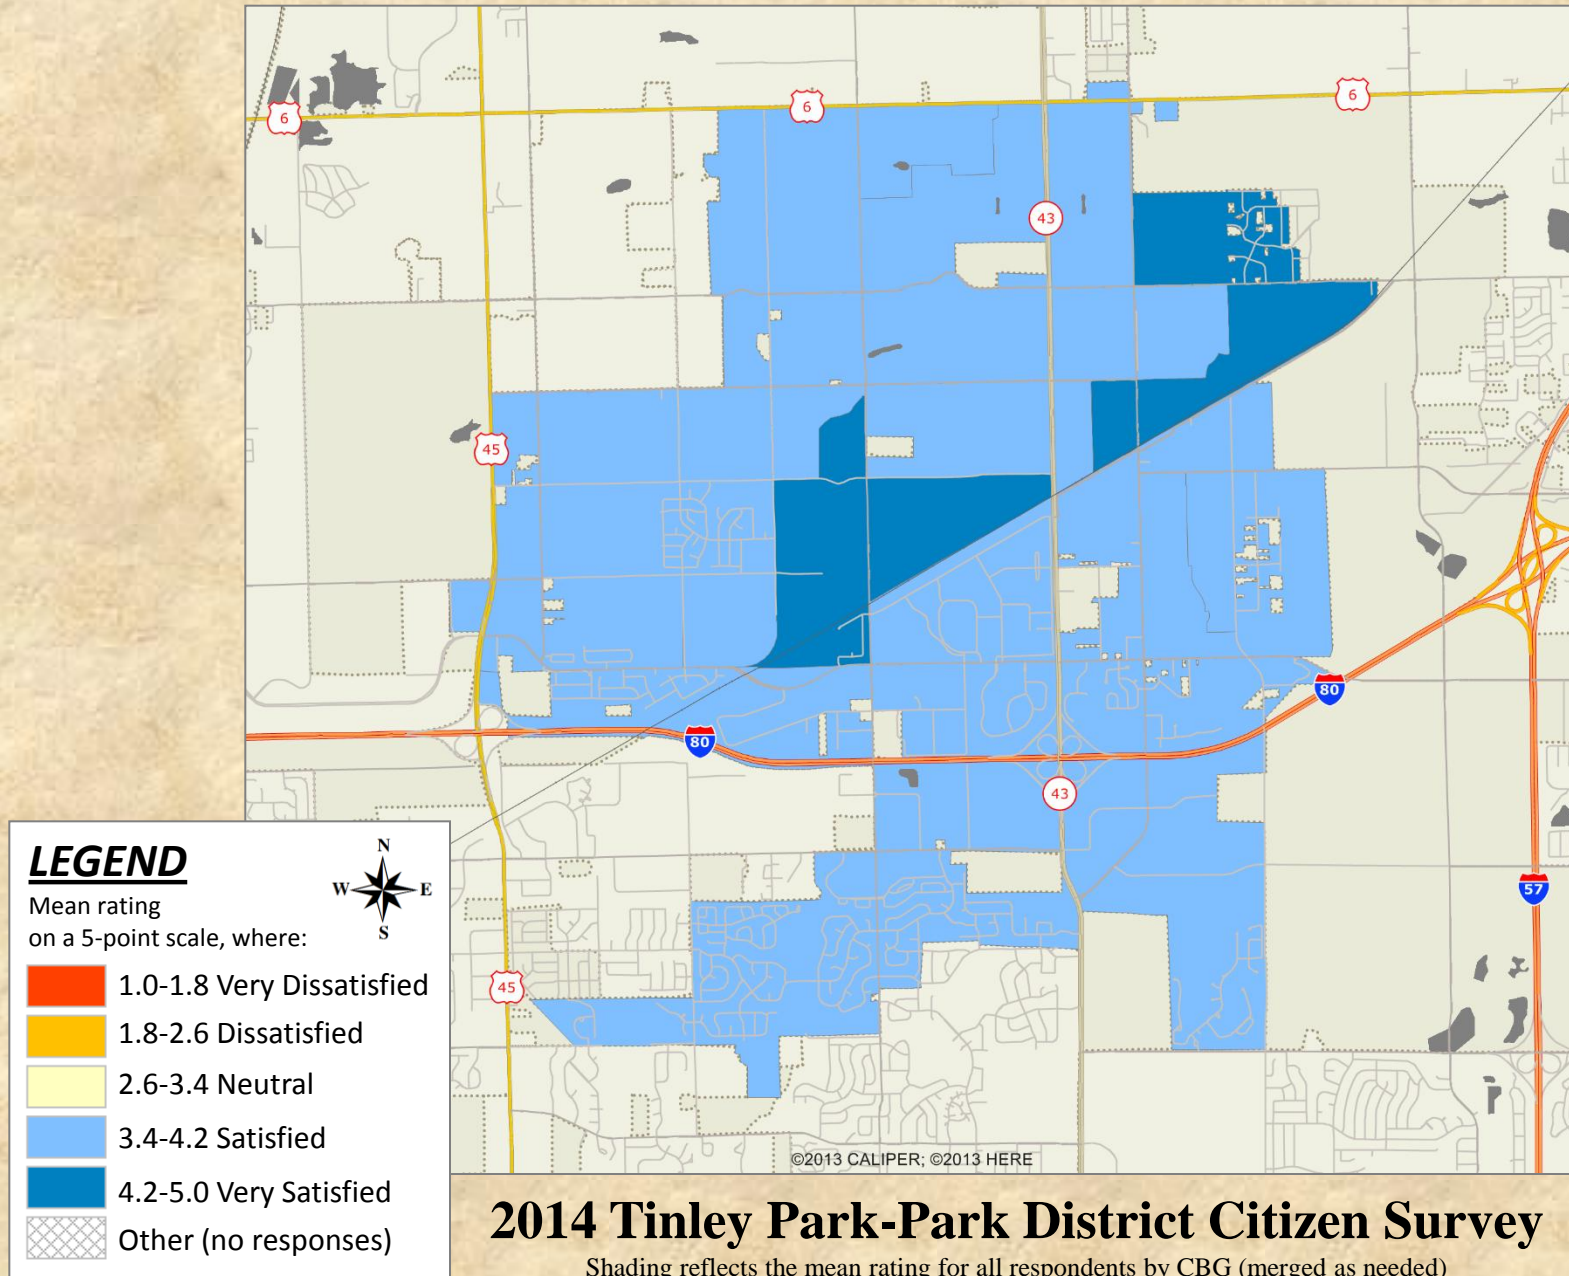 6
6
6
43
45
80
80
43
57
45
©2013 CALIPER; ©2013 HERE
LEGEND
Mean rating
on a 5-point scale, where:
N
W E
S
1.0-1.8 Very Dissatisfied
1.8-2.6 Dissatisfied
2.6-3.4 Neutral
3.4-4.2 Satisfied
4.2-5.0 Very Satisfied
Other (no responses)
2014 Tinley Park-Park District Citizen Survey
Shading reflects the mean rating for all respondents by CBG (merged as needed)